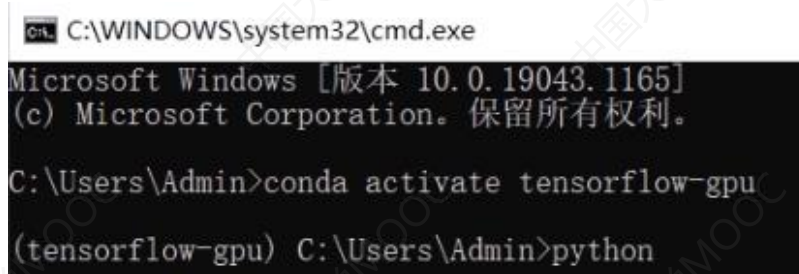 C:\WINDOWS\system32\cmd.exe
Microsoft Windows [版本 10.0.19043.1165]
(c) Microsoft Corporation。保留所有权利。
C:\Users\Admin>conda activate tensorflow-gpu
(tensorflow-gpu) C:\Users\Admin>python